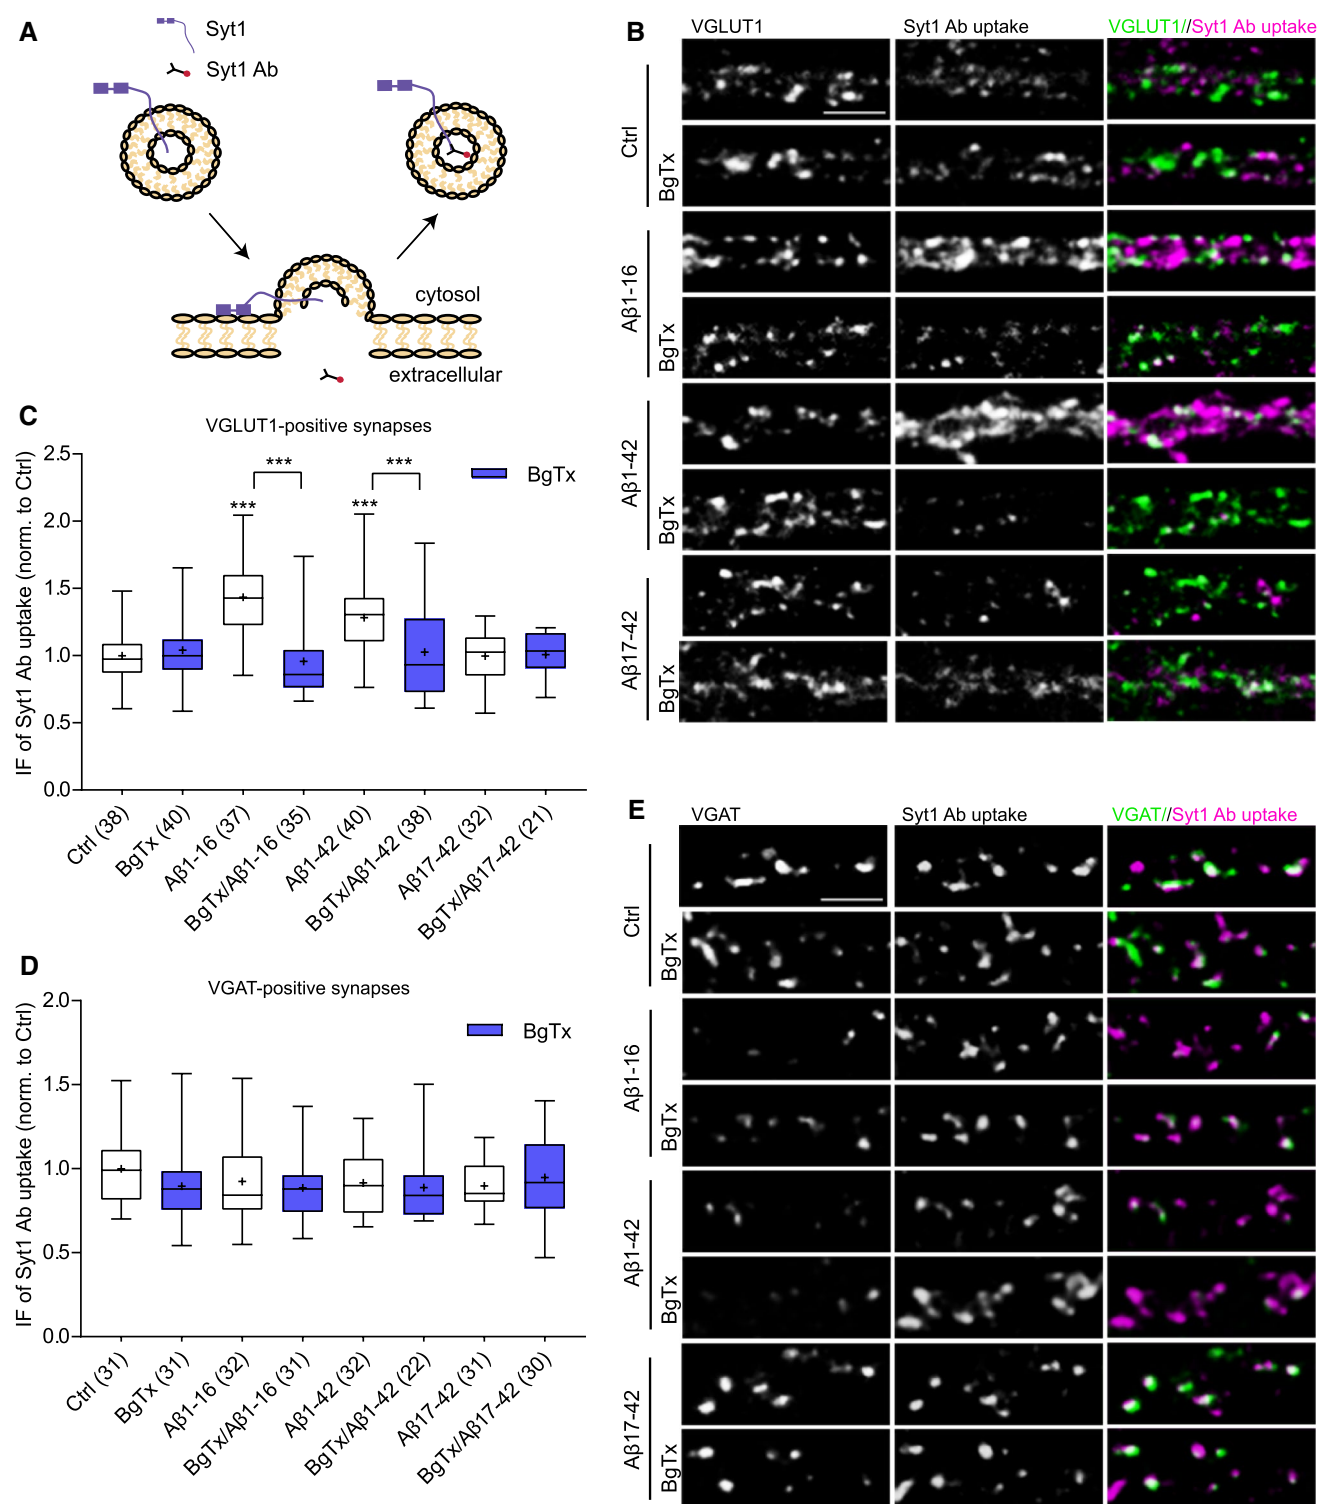 A
Syt1
Syt1 Ab
cytosol
extracellular
B
VGLUT1
Syt1 Ab uptake
VGLUT1//Syt1 Ab uptake
Ctrl
BgTx
Aβ1-16
BgTx
Aβ1-42
BgTx
Aβ17-42
BgTx
C
VGLUT1-positive synapses
IF of Syt1 Ab uptake (norm. to Ctrl)
2.5
2.0
1.5
1.0
0.5
0.0
***
***
***
***
BgTx
Ctrl (38)
BgTx (40)
Aβ1-16 (37)
BgTx/Aβ1-16 (35)
Aβ1-42 (40)
BgTx/Aβ1-42 (38)
Aβ17-42 (32)
BgTx/Aβ17-42 (21)
D
VGAT-positive synapses
IF of Syt1 Ab uptake (norm. to Ctrl)
2.0
1.5
1.0
0.5
0.0
BgTx
Ctrl (31)
BgTx (31)
Aβ1-16 (32)
BgTx/Aβ1-16 (31)
Aβ1-42 (32)
BgTx/Aβ1-42 (22)
Aβ17-42 (31)
BgTx/Aβ17-42 (30)
E
VGAT
Syt1 Ab uptake
VGAT//Syt1 Ab uptake
Ctrl
BgTx
Aβ1-16
BgTx
Aβ1-42
BgTx
Aβ17-42
BgTx